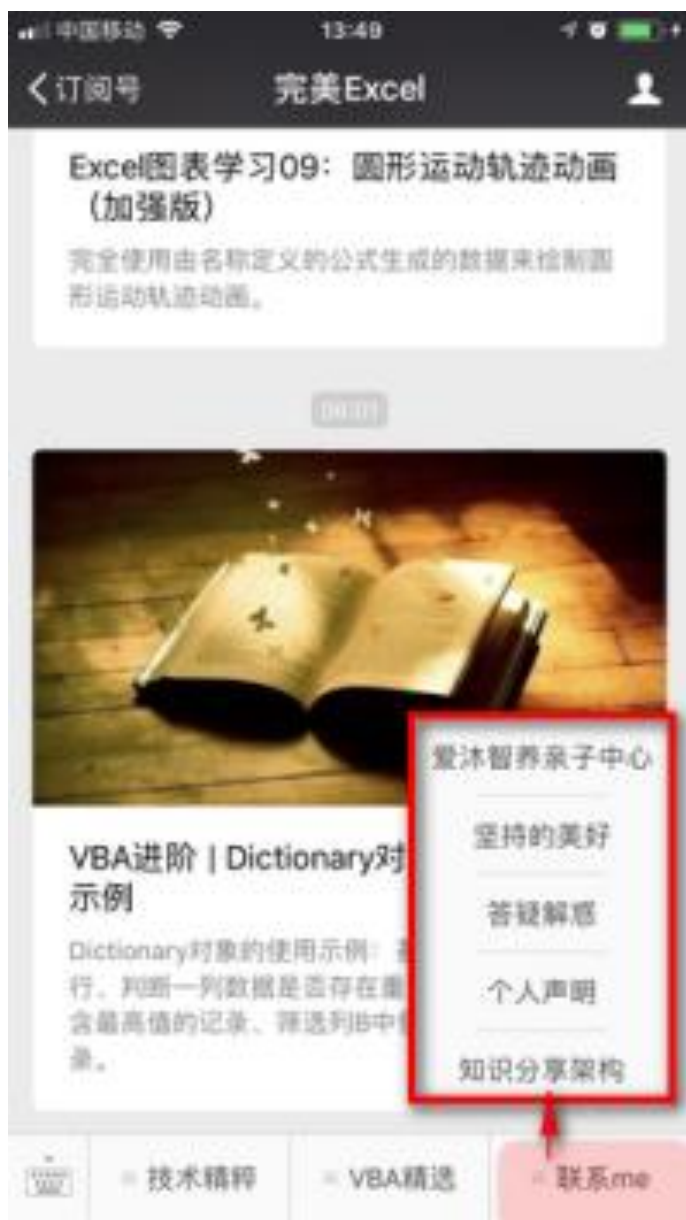 中国移动
13:49
订阅号
完美Excel
Excel图表学习09：圆形运动轨迹动画
（加强版）
完全使用由名称定义的公式生成的数据来绘制圆
形运动轨迹动画。
VBA进阶 | Dictionary对
示例
Dictionary对象的使用示例：
行、判断一列数据是否存在重
含最高值的记录、筛选列B中
录。
爱沐智养亲子中心
坚持的美好
答疑解惑
个人声明
知识分享架构
技术精粹
VBA精选
联系me